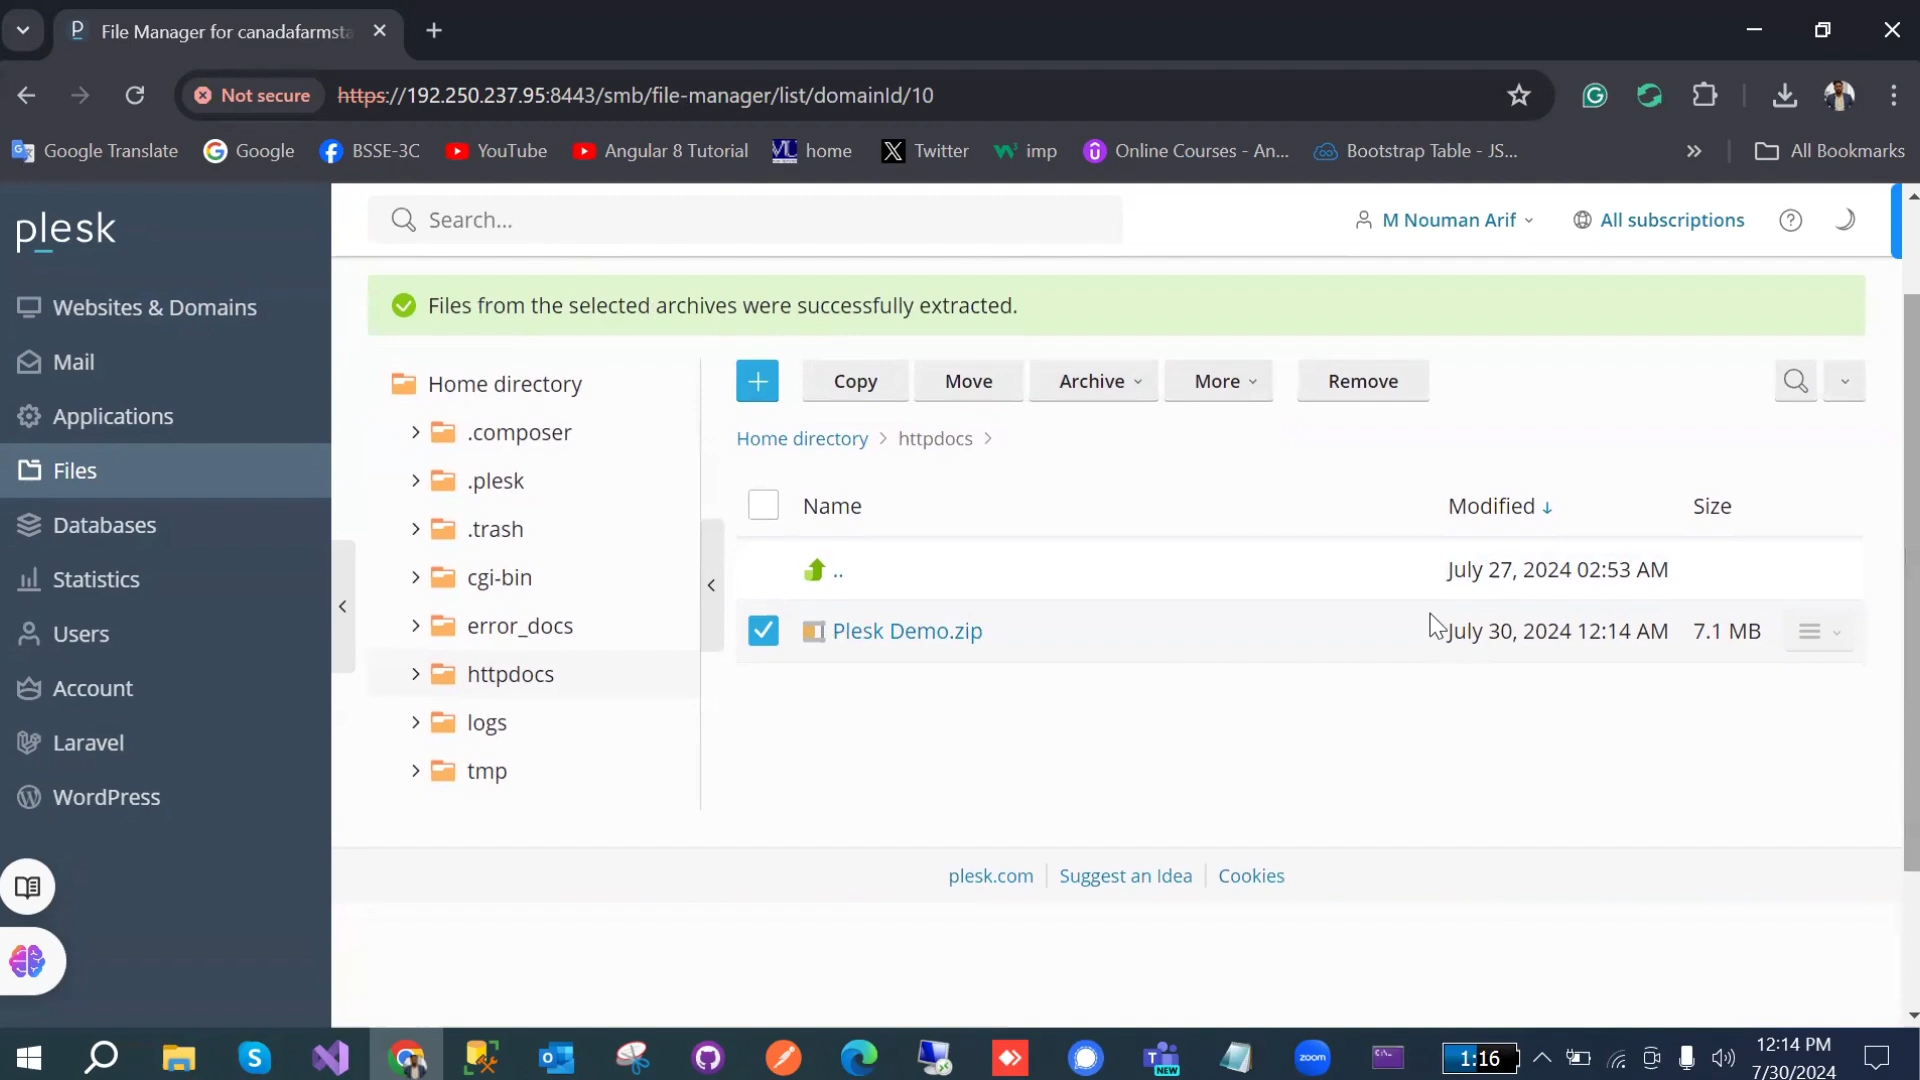 File Manager for canadafarmsta
Not secure
https://192.250.237.95:8443/smb/file-manager/list/domainId/10
Google Translate
Google
BSSE-3C
YouTube
Angular 8 Tutorial
home
Twitter
imp
Online Courses - An...
Bootstrap Table - JS...
All Bookmarks
plesk
Websites & Domains
Mail
Applications
Files
Databases
Statistics
Users
Account
Laravel
WordPress
Search...
M Nouman Arif
All subscriptions
Files from the selected archives were successfully extracted.
Home directory
.composer
.plesk
.trash
cgi-bin
error_docs
httpdocs
logs
tmp
Copy
Move
Archive
More
Remove
Home directory > httpdocs >
Name Modified Size
.. July 27, 2024 02:53 AM
Plesk Demo.zip July 30, 2024 12:14 AM 7.1 MB
plesk.com
Suggest an Idea
Cookies
NEW
zoom
1:16
12:14 PM
7/30/2024